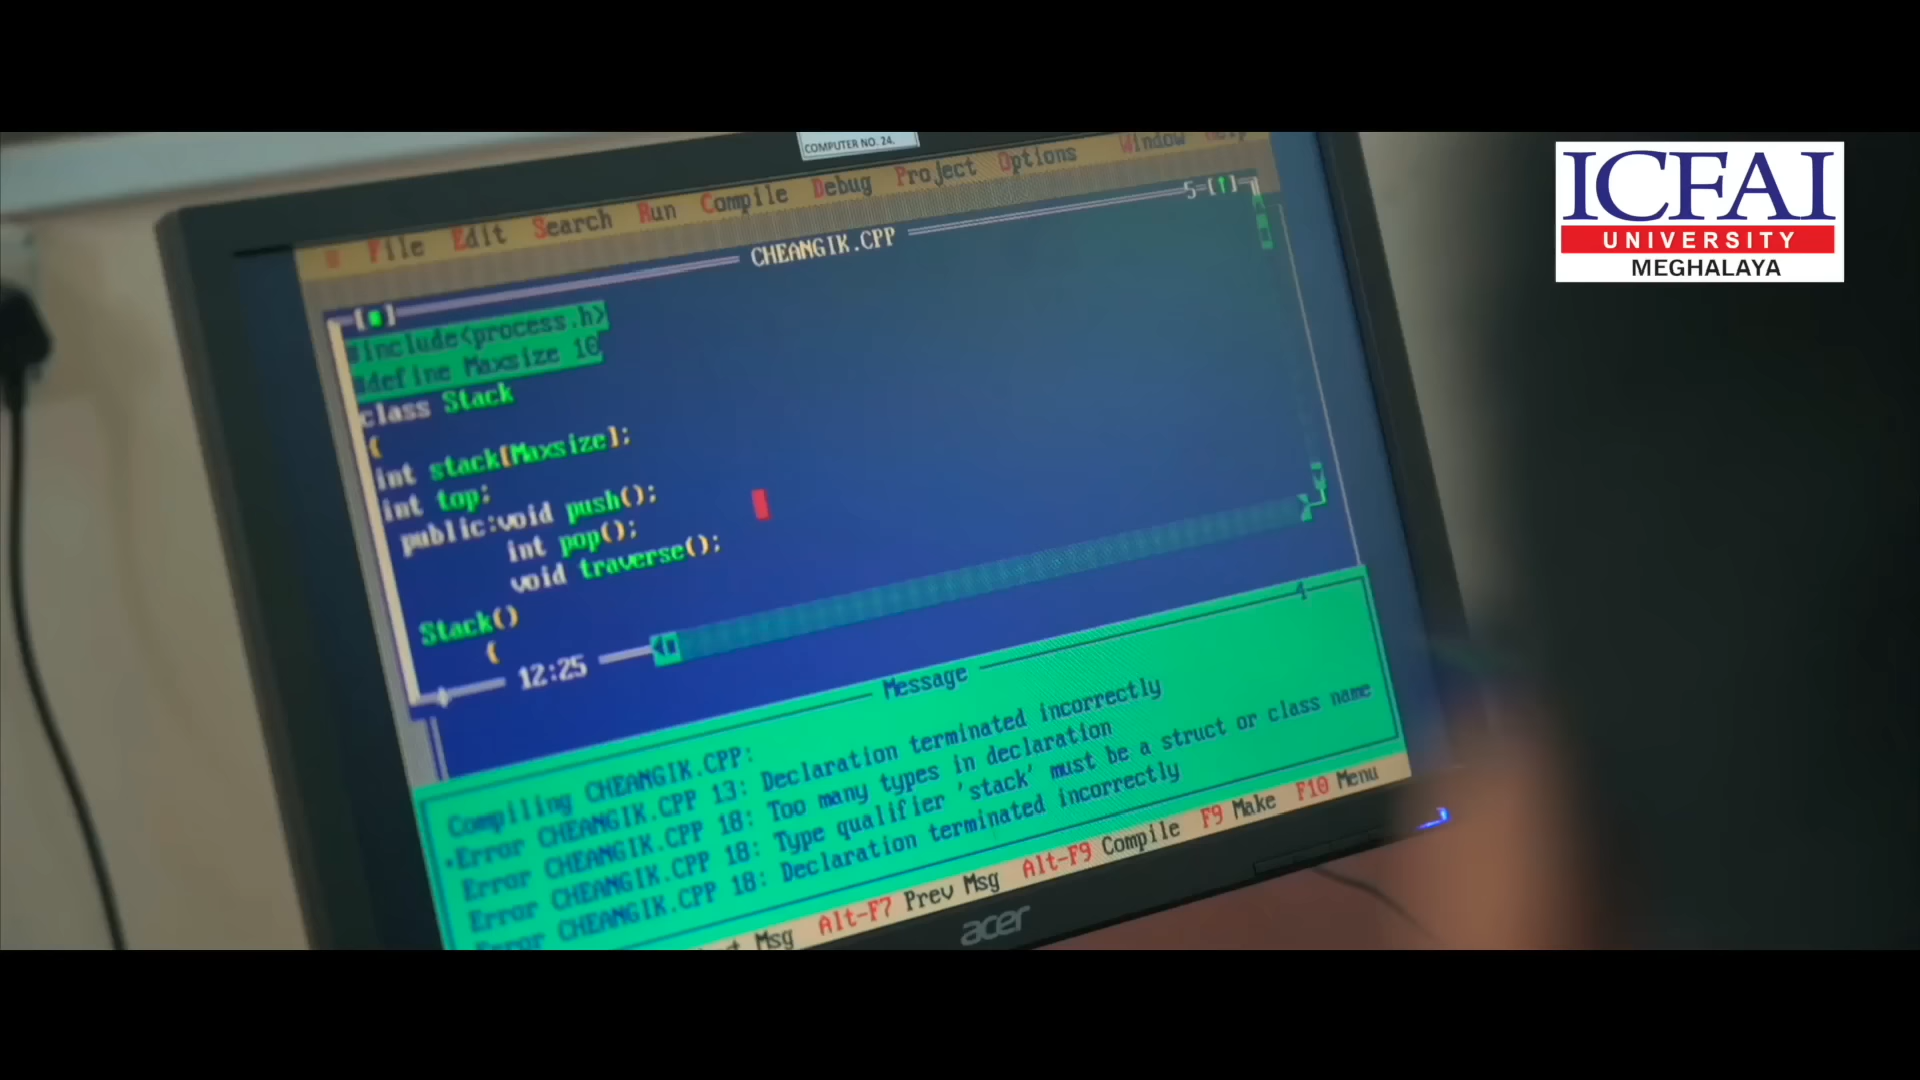 COMPUTER NO. 24.
File Edit Search Run Compile Debug Project Options Window Help
CHEANGIK.CPP
5=[↑]
#include<process.h>
#define Maxsize 10
class Stack
{
int stack[Maxsize];
int top;
public:void push();
int pop();
void traverse();
Stack()
{
12:25
Message
4
Compiling CHEANGIK.CPP:
•Error CHEANGIK.CPP 13: Declaration terminated incorrectly
Error CHEANGIK.CPP 18: Too many types in declaration
Error CHEANGIK.CPP 18: Type qualifier 'stack' must be a struct or class name
Error CHEANGIK.CPP 18: Declaration terminated incorrectly
Msg Alt-F7 Prev Msg Alt-F9 Compile F9 Make F10 Menu
acer
ICFAI
UNIVERSITY
MEGHALAYA